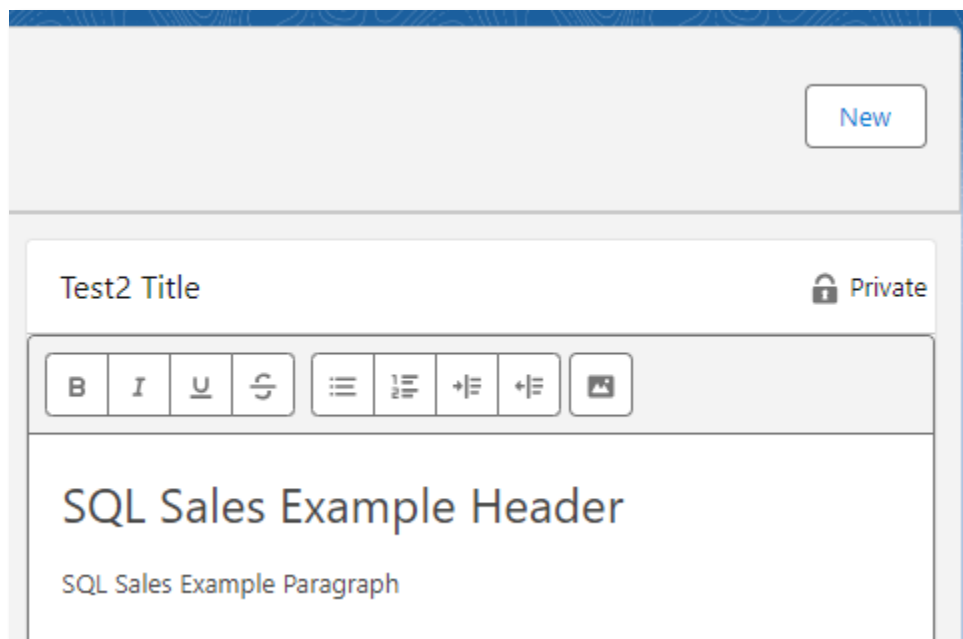 New
Test2 Title
Private
B I U S
SQL Sales Example Header
SQL Sales Example Paragraph